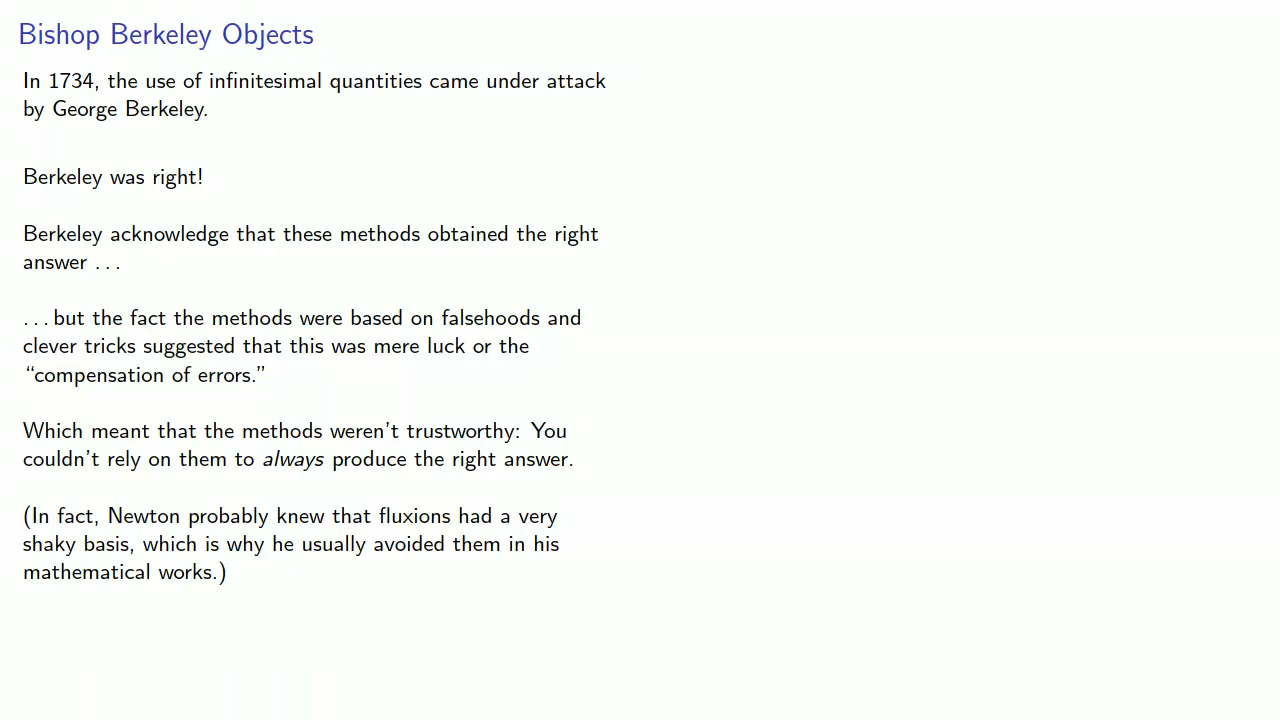 Bishop Berkeley Objects
In 1734, the use of infinitesimal quantities came under attack
by George Berkeley.
Berkeley was right!
Berkeley acknowledge that these methods obtained the right
answer ...
...but the fact the methods were based on falsehoods and
clever tricks suggested that this was mere luck or the
“compensation of errors.”
Which meant that the methods weren’t trustworthy: You
couldn’t rely on them to always produce the right answer.
(In fact, Newton probably knew that fluxions had a very
shaky basis, which is why he usually avoided them in his
mathematical works.)